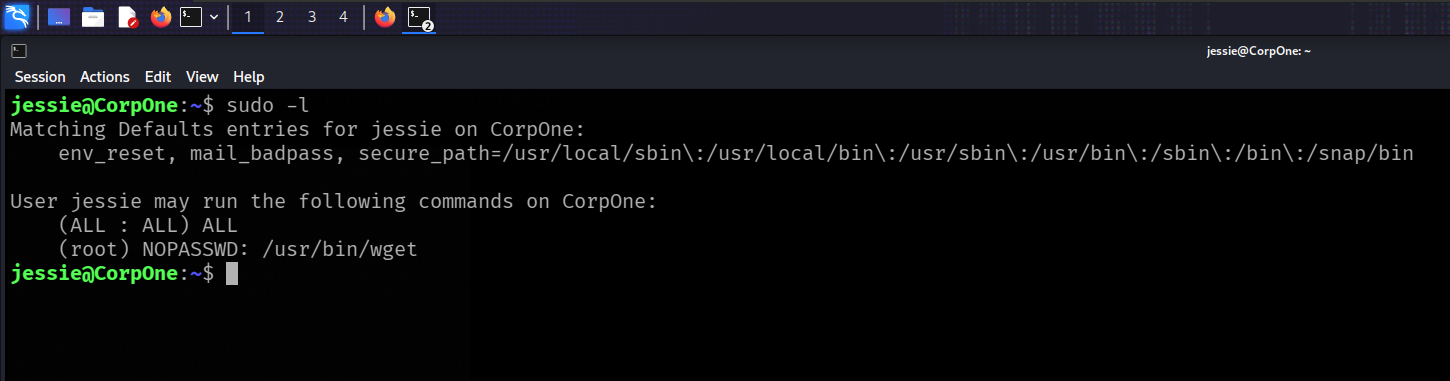 1 2 3 4 2
jessie@CorpOne: ~
Session Actions Edit View Help
jessie@CorpOne:~$ sudo -l
Matching Defaults entries for jessie on CorpOne:
    env_reset, mail_badpass, secure_path=/usr/local/sbin\:/usr/local/bin\:/usr/sbin\:/usr/bin\:/sbin\:/bin\:/snap/bin

User jessie may run the following commands on CorpOne:
    (ALL : ALL) ALL
    (root) NOPASSWD: /usr/bin/wget
jessie@CorpOne:~$